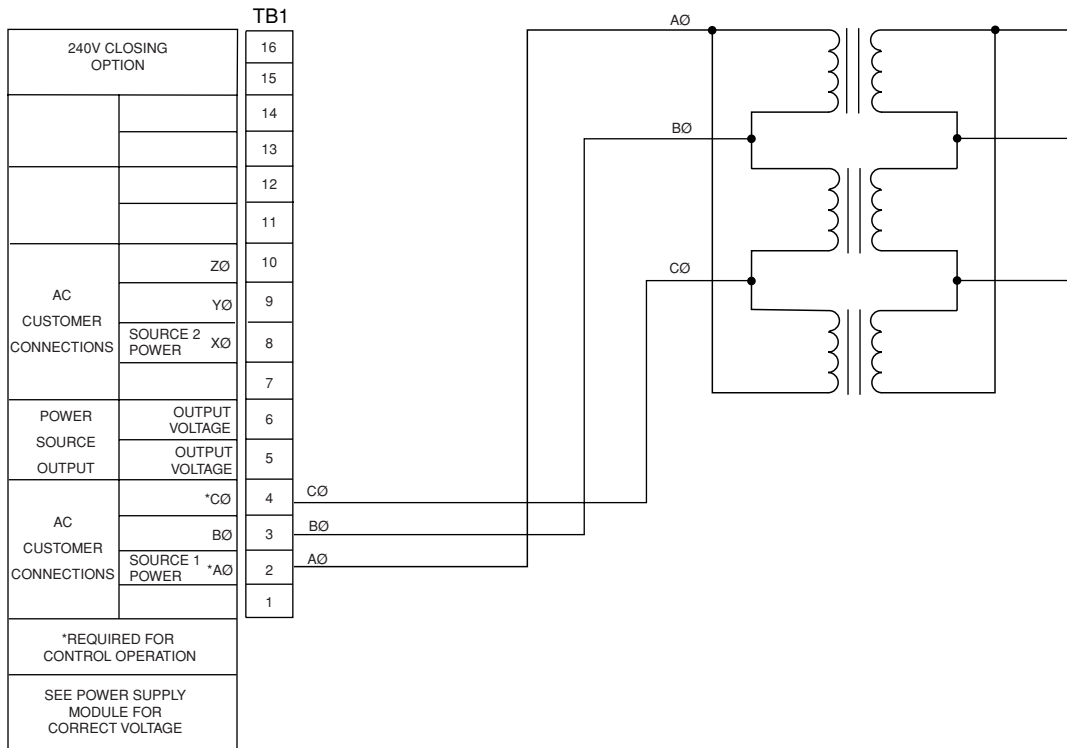 TB1
240V CLOSING
OPTION
16
15
14
13
12
11
AC
CUSTOMER
CONNECTIONS
ZØ
10
YØ
9
SOURCE 2
POWER
XØ
8
7
POWER
SOURCE
OUTPUT
OUTPUT
VOLTAGE
6
OUTPUT
VOLTAGE
5
AC
CUSTOMER
CONNECTIONS
*CØ
4
CØ
BØ
3
BØ
SOURCE 1
POWER
*AØ
2
AØ
1
*REQUIRED FOR
CONTROL OPERATION
SEE POWER SUPPLY
MODULE FOR
CORRECT VOLTAGE
AØ
BØ
CØ